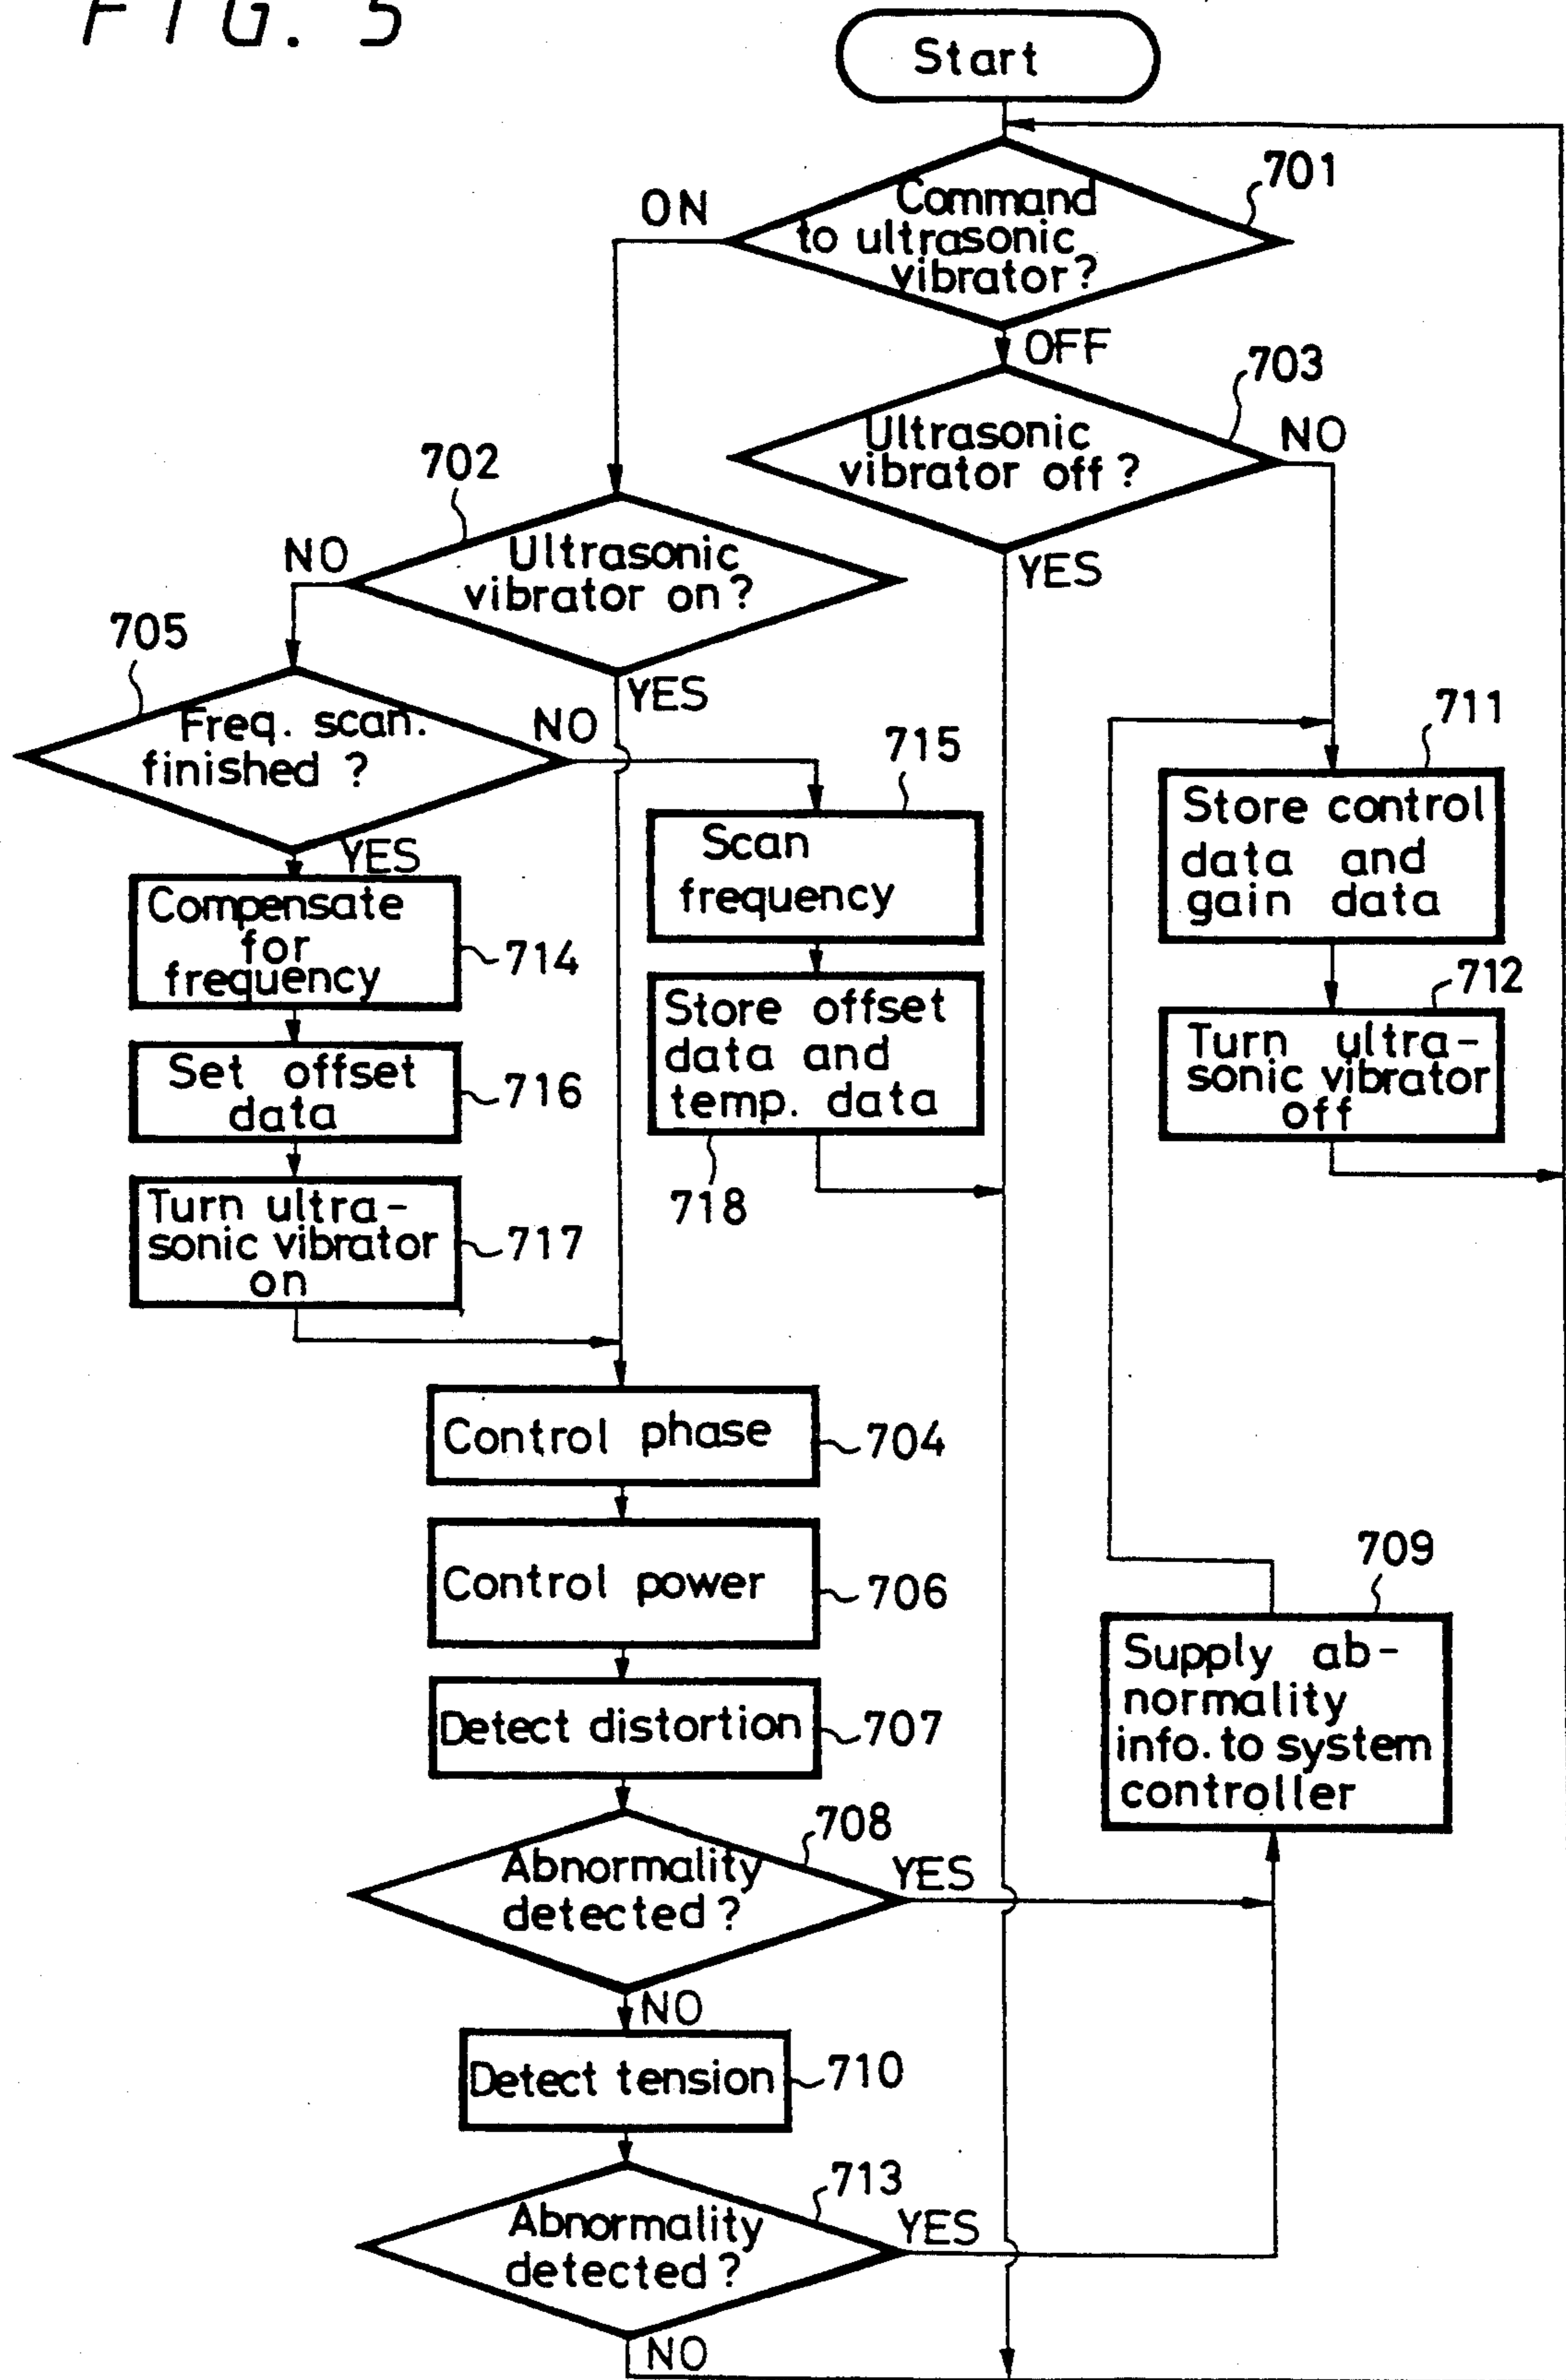 FIG. 5
Start
701
Command
to ultrasonic
vibrator?
ON
OFF
703
Ultrasonic
vibrator off?
NO
YES
702
Ultrasonic
vibrator on?
NO
YES
705
Freq. scan.
finished?
NO
YES
715
Scan
frequency
711
Store control
data and
gain data
Compensate
for
frequency
714
Store offset
data and
temp. data
718
712
Turn ultra-
sonic vibrator
off
Set offset
data
716
Turn ultra-
sonic vibrator
on
717
Control phase
704
Control power
706
709
Supply ab-
normality
info. to system
controller
Detect distortion
707
708
Abnormality
detected?
YES
NO
Detect tension
710
713
Abnormality
detected?
YES
NO